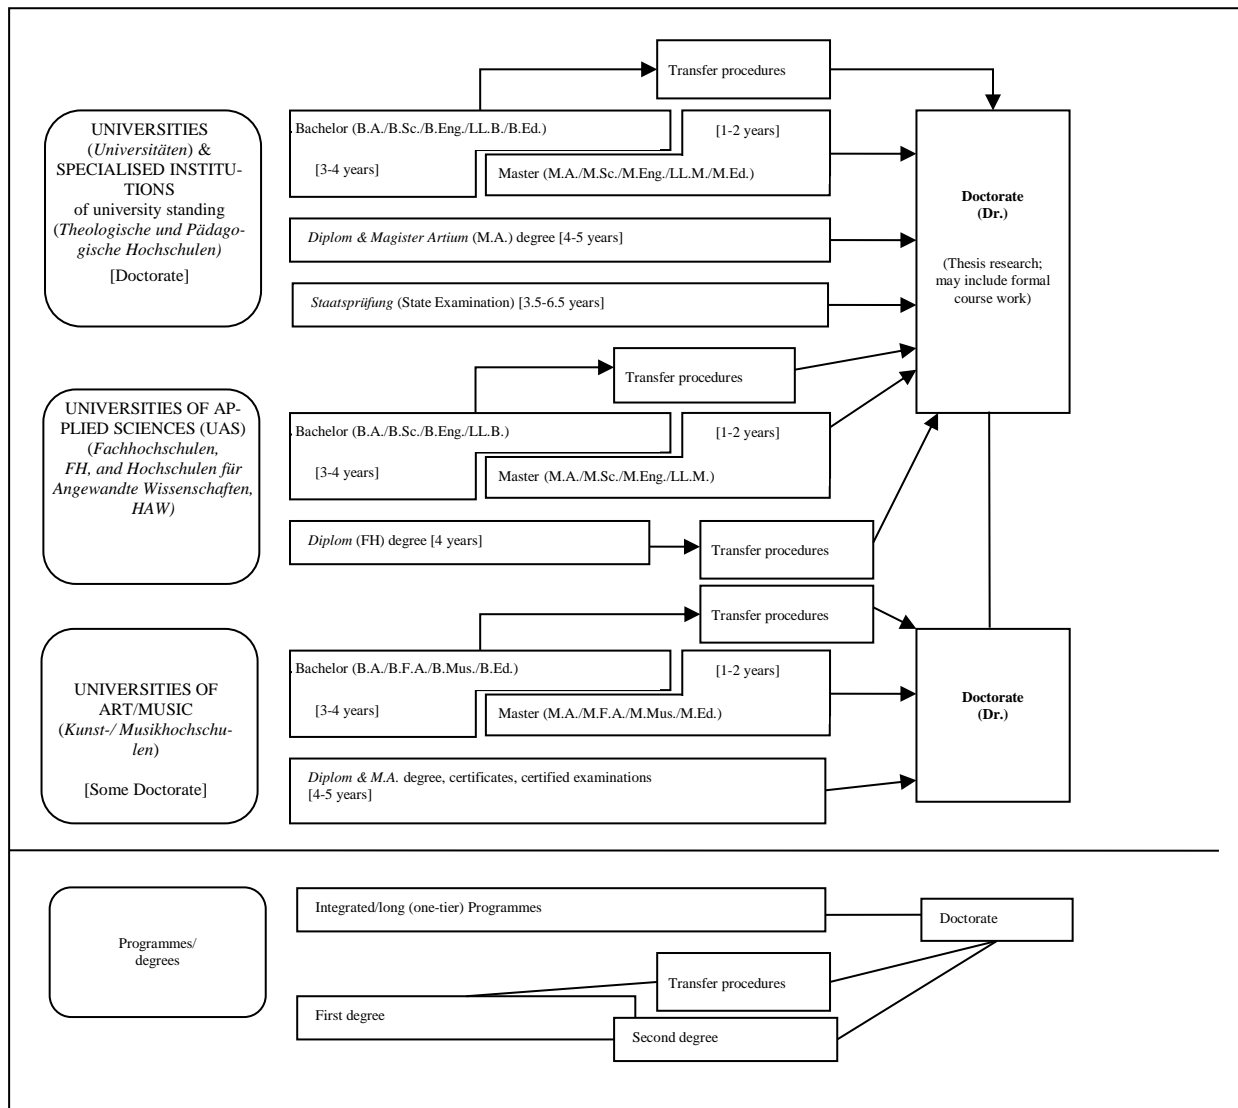 Transfer procedures
UNIVERSITIES
(Universitäten) &
SPECIALISED INSTITU-
TIONS
of university standing
(Theologische und Pädago-
gische Hochschulen)
[Doctorate]
Bachelor (B.A./B.Sc./B.Eng./LL.B./B.Ed.)
[3-4 years]
[1-2 years]
Master (M.A./M.Sc./M.Eng./LL.M./M.Ed.)
Diplom & Magister Artium (M.A.) degree [4-5 years]
Staatsprüfung (State Examination) [3.5-6.5 years]
Doctorate
(Dr.)
(Thesis research;
may include formal
course work)
Transfer procedures
UNIVERSITIES OF AP-
PLIED SCIENCES (UAS)
(Fachhochschulen,
FH, and Hochschulen für
Angewandte Wissenschaften,
HAW)
Bachelor (B.A./B.Sc./B.Eng./LL.B.)
[3-4 years]
[1-2 years]
Master (M.A./M.Sc./M.Eng./LL.M.)
Diplom (FH) degree [4 years]
Transfer procedures
Transfer procedures
UNIVERSITIES OF
ART/MUSIC
(Kunst-/ Musikhochschu-
len)
[Some Doctorate]
Bachelor (B.A./B.F.A./B.Mus./B.Ed.)
[3-4 years]
[1-2 years]
Master (M.A./M.F.A./M.Mus./M.Ed.)
Diplom & M.A. degree, certificates, certified examinations
[4-5 years]
Doctorate
(Dr.)
Programmes/
degrees
Integrated/long (one-tier) Programmes
Doctorate
Transfer procedures
First degree
Second degree